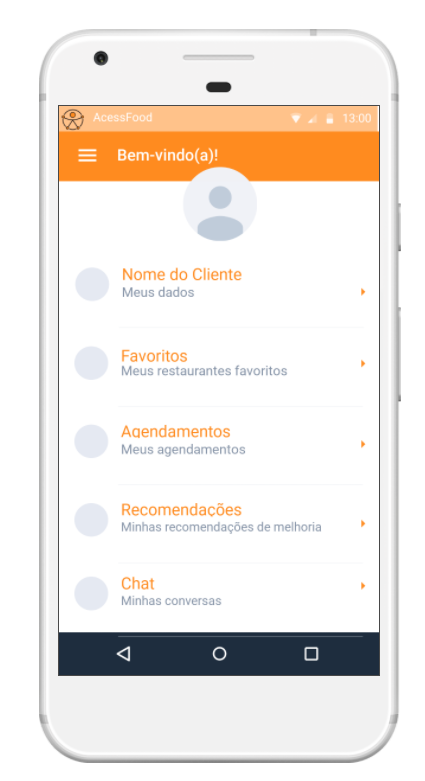 AcessFood
13:00
Bem-vindo(a)!
Nome do Cliente
Meus dados
Favoritos
Meus restaurantes favoritos
Agendamentos
Meus agendamentos
Recomendações
Minhas recomendações de melhoria
Chat
Minhas conversas